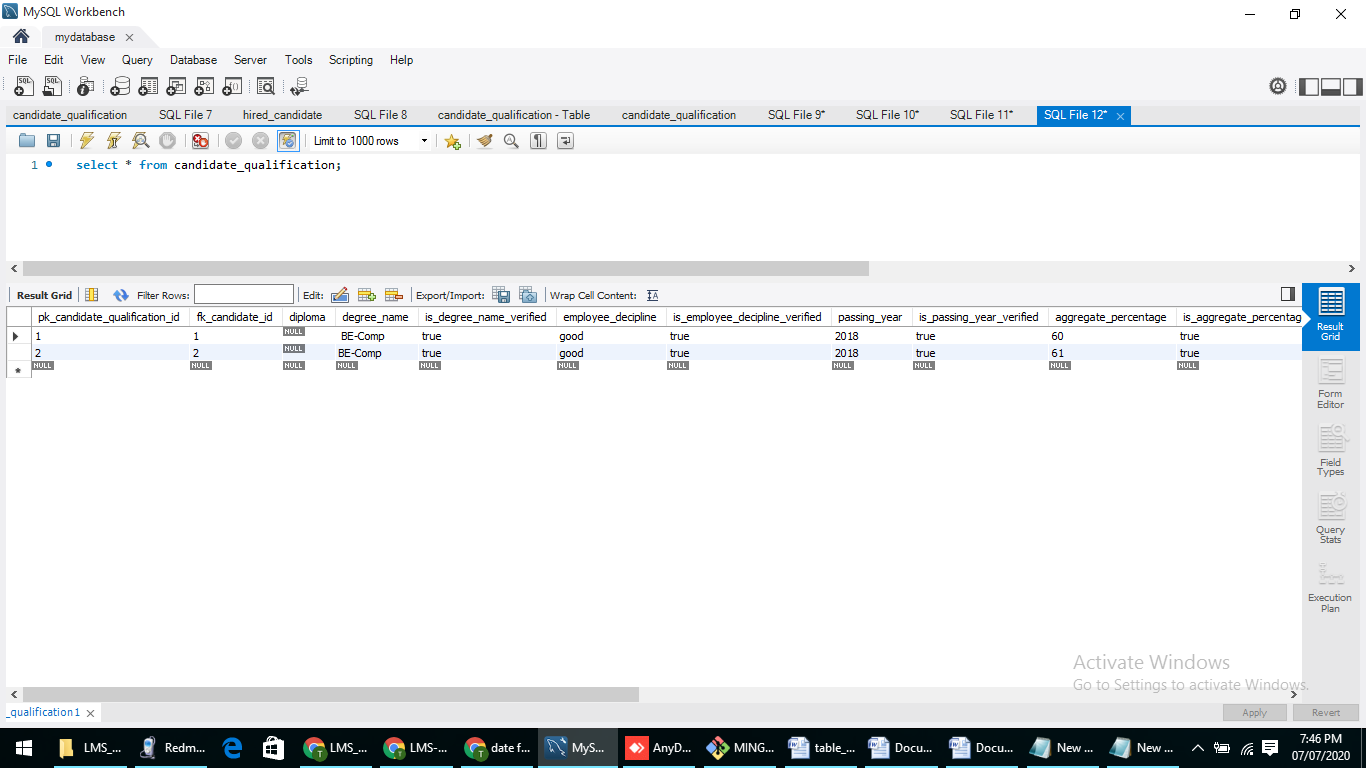 MySQL Workbench
mydatabase
File Edit View Query Database Server Tools Scripting Help
candidate_qualification SQL File 7 hired_candidate SQL File 8 candidate_qualification - Table candidate_qualification SQL File 9* SQL File 10* SQL File 11* SQL File 12*
Limit to 1000 rows
1 select * from candidate_qualification;
Result Grid Filter Rows: Edit: Export/Import: Wrap Cell Content:
pk_candidate_qualification_id fk_candidate_id diploma degree_name is_degree_name_verified employee_decipline is_employee_decipline_verified passing_year is_passing_year_verified aggregate_percentage is_aggregate_percentag
1 1 NULL BE-Comp true good true 2018 true 60 true
2 2 NULL BE-Comp true good true 2018 true 61 true
NULL NULL NULL NULL NULL NULL NULL NULL NULL NULL NULL
Result
Grid
Form
Editor
Field
Types
Query
Stats
Execution
Plan
Activate Windows
Go to Settings to activate Windows.
_qualification 1
Apply Revert
LMS_... Redm... LMS_... LMS-... date f... MyS... AnyD... MING... table_... Docu... Docu... New ... New ...
7:46 PM
07/07/2020